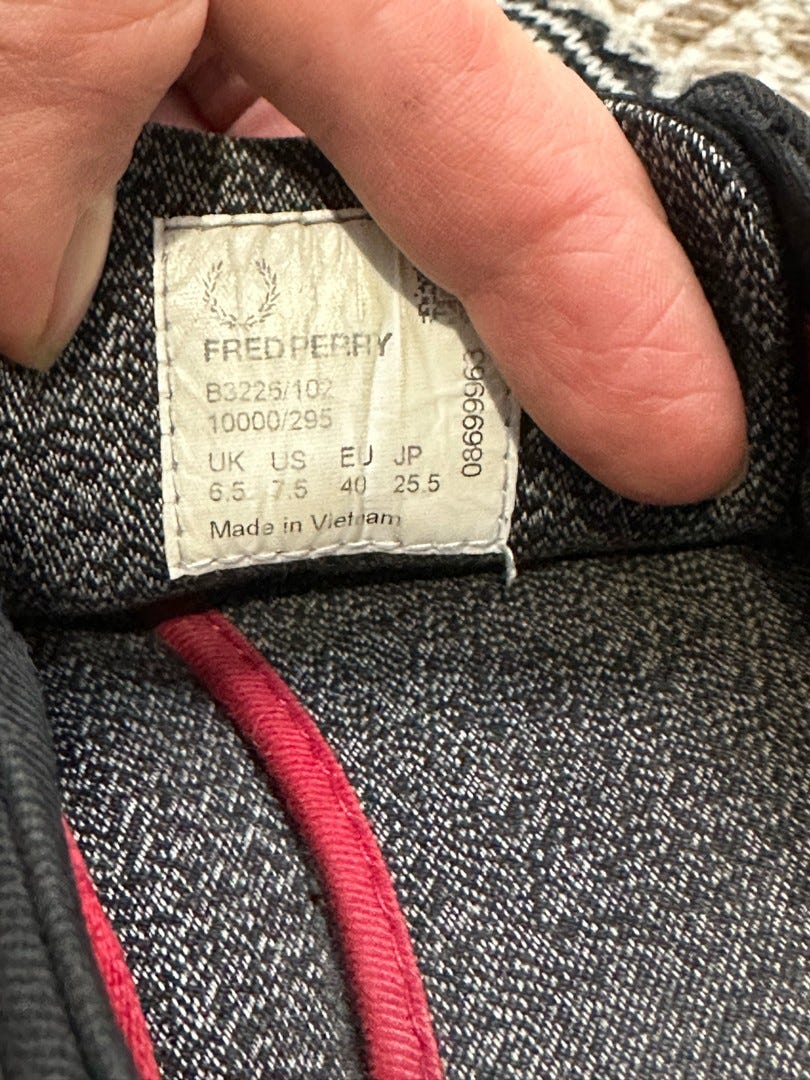 FRED PERRY
B3226/102
10000/295
UK US EU JP
6.5 7.5 40 25.5
Made in Vietnam
08699963